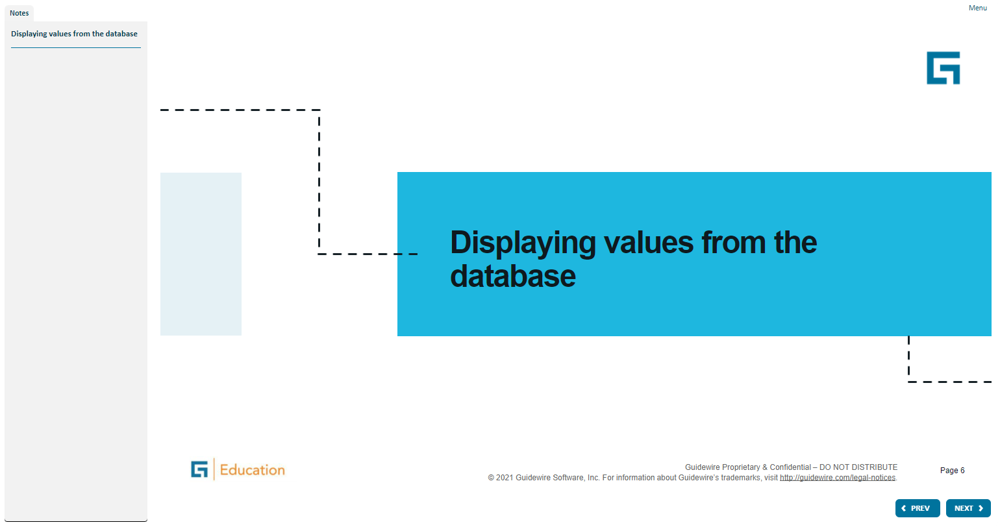 Notes
Menu
Displaying values from the database
Displaying values from the
database
Education
Guidewire Proprietary & Confidential – DO NOT DISTRIBUTE
© 2021 Guidewire Software, Inc. For information about Guidewire’s trademarks, visit http://guidewire.com/legal-notices.
Page 6
PREV
NEXT